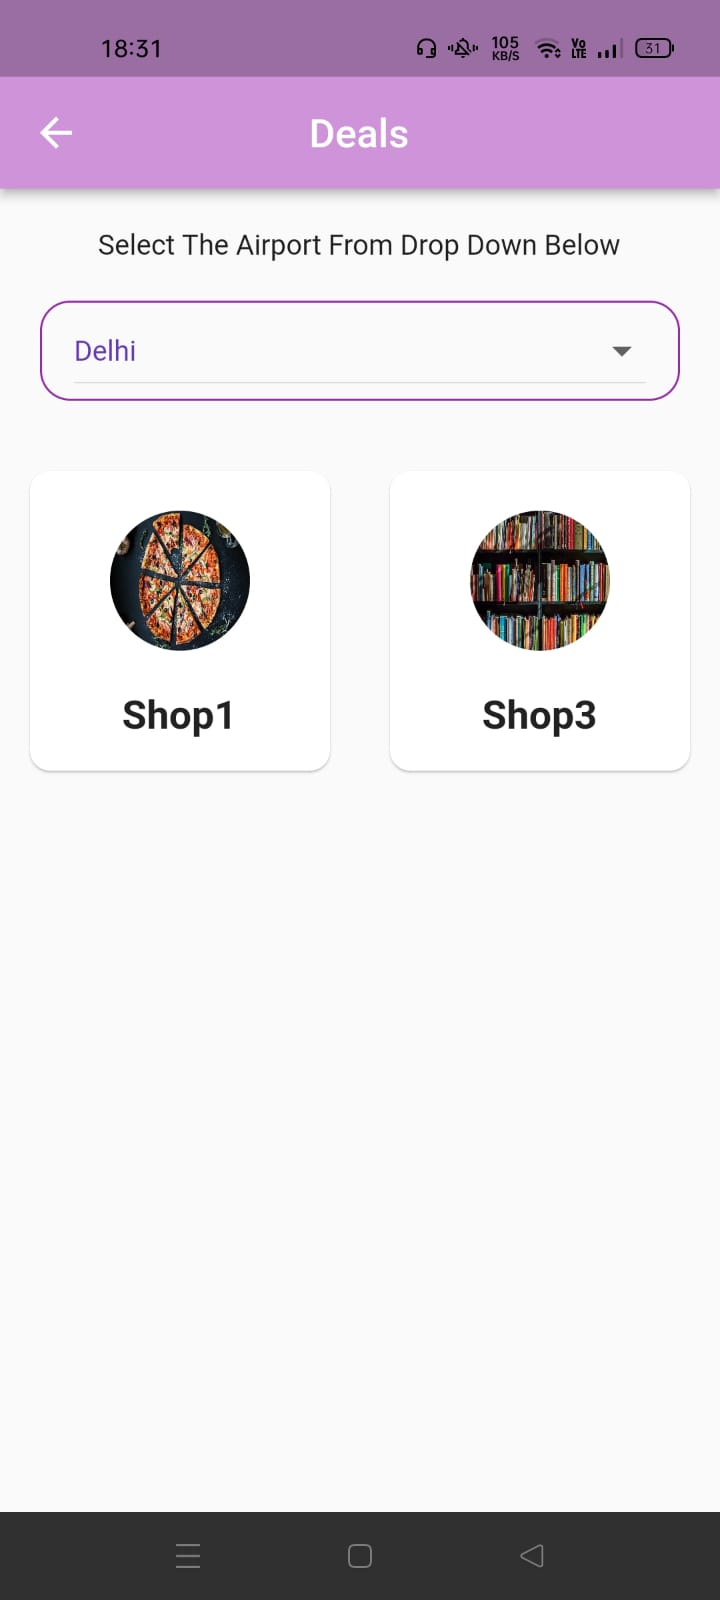 18:31 105 KB/S Vo LTE 31
Deals
Select The Airport From Drop Down Below
Delhi
Shop1 Shop3